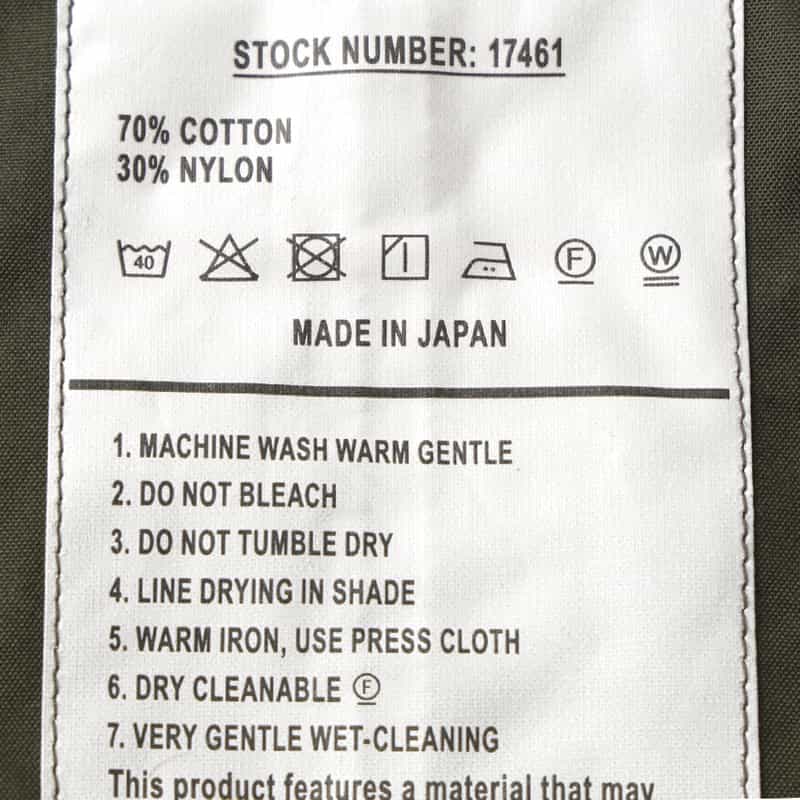 STOCK NUMBER: 17461
70% COTTON
30% NYLON
40 F W
MADE IN JAPAN
1. MACHINE WASH WARM GENTLE
2. DO NOT BLEACH
3. DO NOT TUMBLE DRY
4. LINE DRYING IN SHADE
5. WARM IRON, USE PRESS CLOTH
6. DRY CLEANABLE Ⓕ
7. VERY GENTLE WET-CLEANING
This product features a material that may